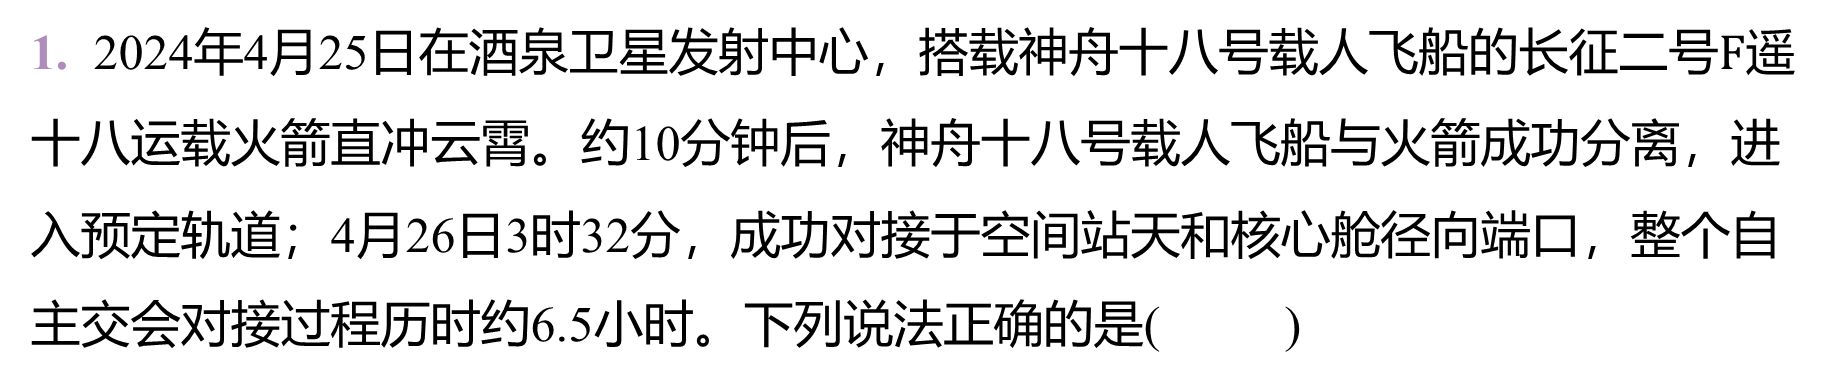 1. 2024年4月25日在酒泉卫星发射中心，搭载神舟十八号载人飞船的长征二号F遥
十八运载火箭直冲云霄。约10分钟后，神舟十八号载人飞船与火箭成功分离，进
入预定轨道；4月26日3时32分，成功对接于空间站天和核心舱径向端口，整个自
主交会对接过程历时约6.5小时。下列说法正确的是(  )